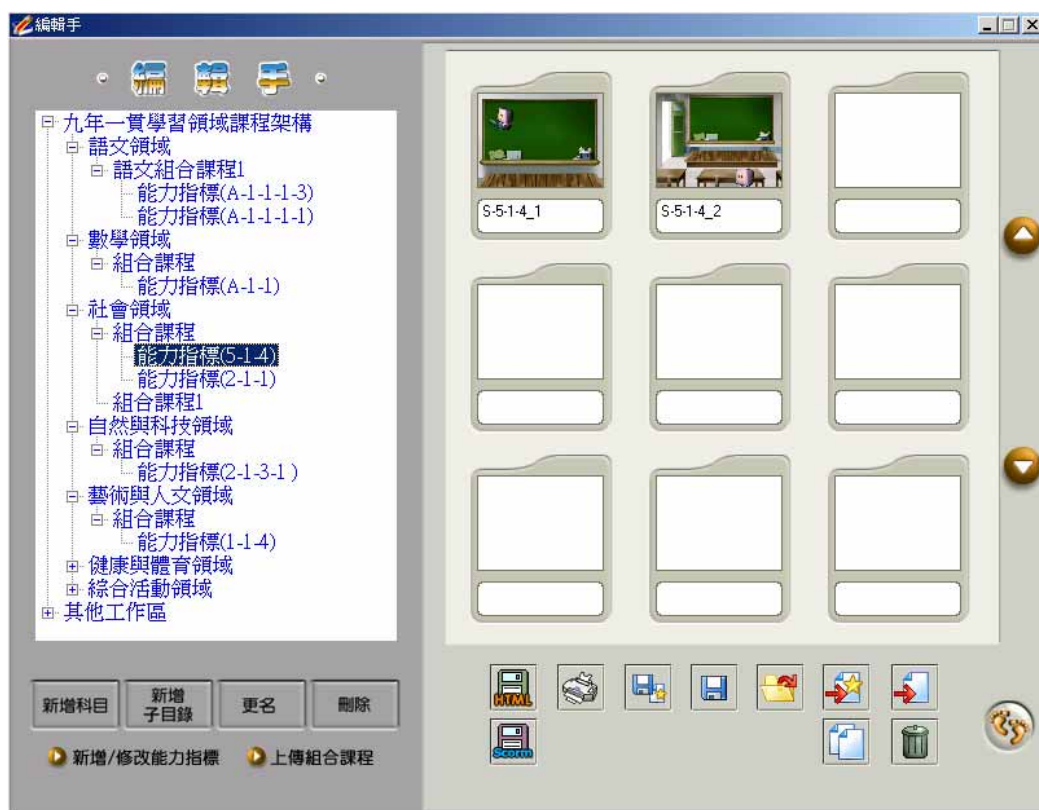 編輯手
編輯手
九年一貫學習領域課程架構
語文領域
語文組合課程1
能力指標(A-1-1-1-3)
能力指標(A-1-1-1-1)
數學領域
組合課程
能力指標(A-1-1)
社會領域
組合課程
能力指標(5-1-4)
能力指標(2-1-1)
組合課程1
自然與科技領域
組合課程
能力指標(2-1-3-1 )
藝術與人文領域
組合課程
能力指標(1-1-4)
健康與體育領域
綜合活動領域
其他工作區
新增科目
新增
子目錄
更名
刪除
新增/修改能力指標
上傳組合課程
S-5-1-4_1
S-5-1-4_2
HTML
Scorm